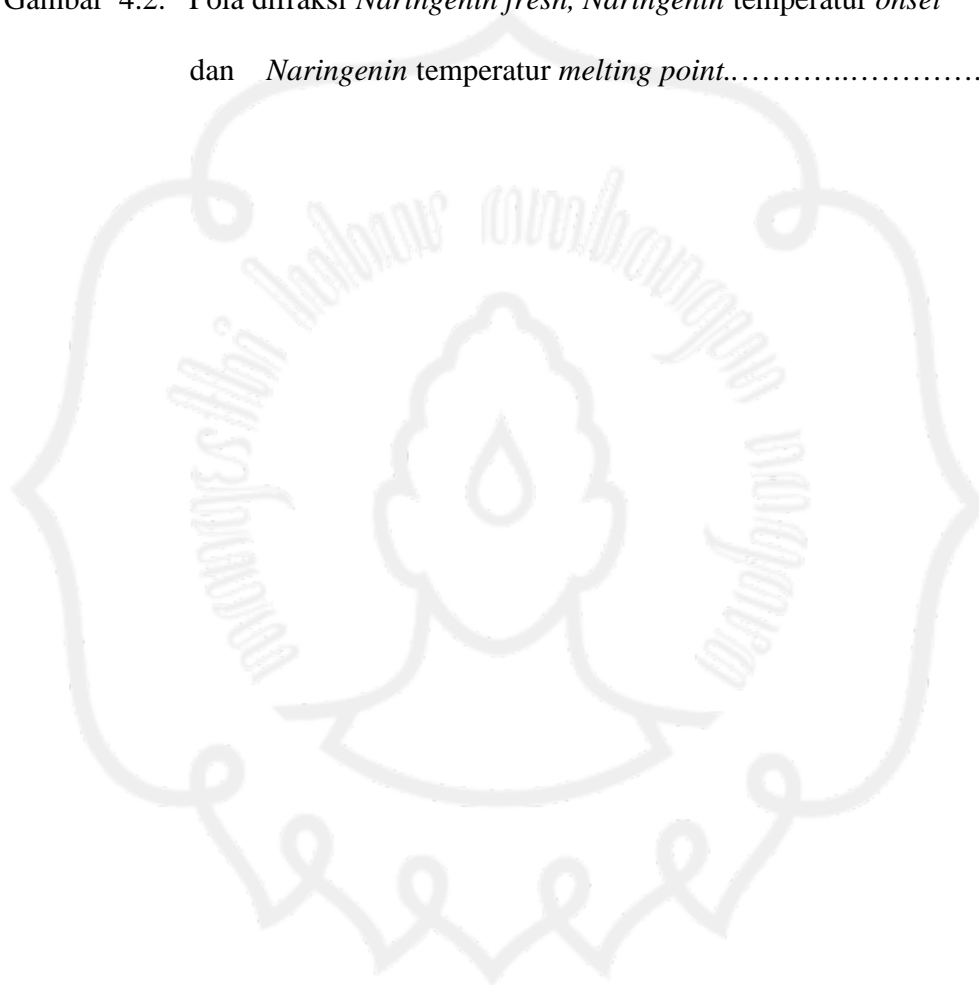 Gambar 4.2. Pola difraksi Naringenin fresh, Naringenin temperatur onset
dan Naringenin temperatur melting point.…………..………….